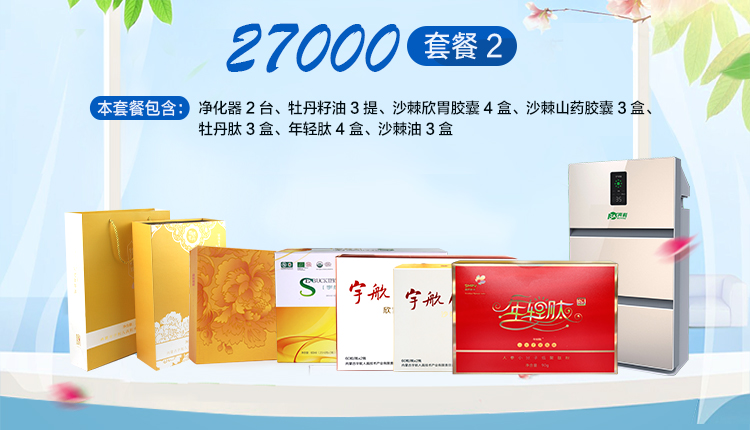 27000 套餐 2
本套餐包含： 净化器 2 台、牡丹籽油 3 提、沙棘欣胃胶囊 4 盒、沙棘山药胶囊 3 盒、
牡丹肽 3 盒、年轻肽 4 盒、沙棘油 3 盒
宇航
宇航
年轻肽